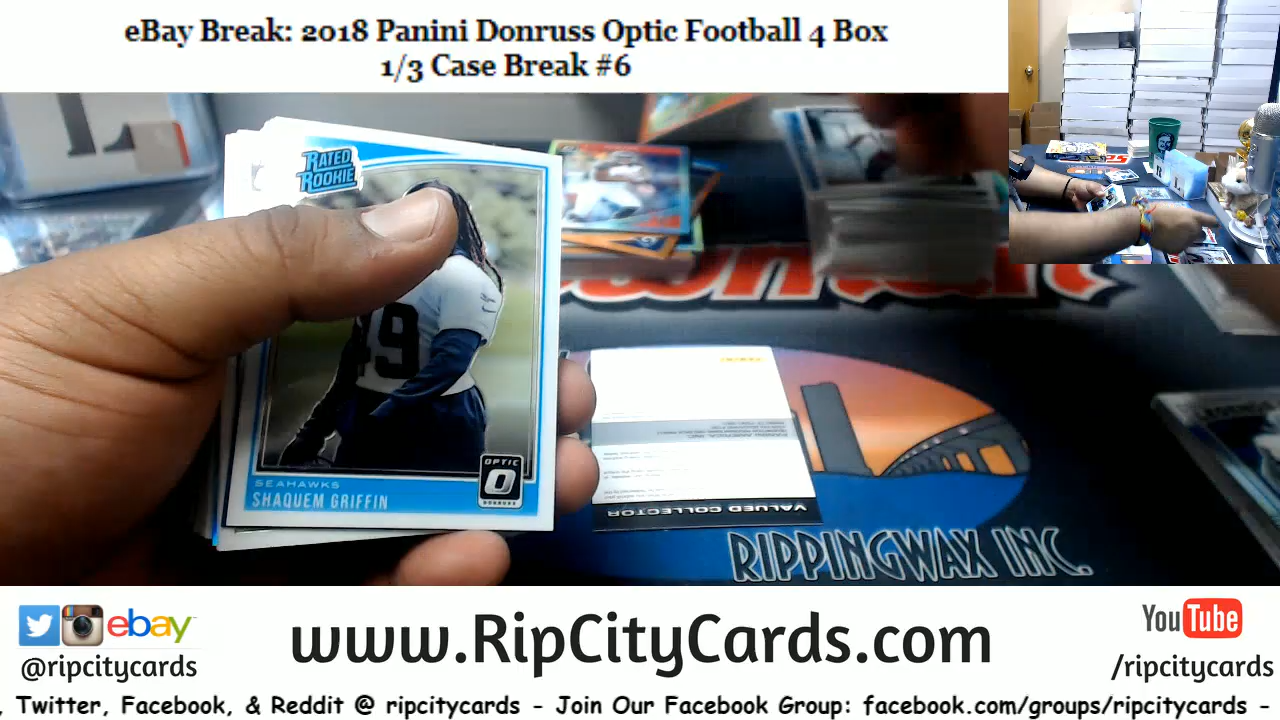 eBay Break: 2018 Panini Donruss Optic Football 4 Box
1/3 Case Break #6
RATED
ROOKIE
49
OPTIC
O
DONRUSS
SEAHAWKS
SHAQUEM GRIFFIN
VALUED COLLECTOR
RIPPINGWAX INC.
ebay
@ripcitycards
www.RipCityCards.com
YouTube
/ripcitycards
, Twitter, Facebook, & Reddit @ ripcitycards - Join Our Facebook Group: facebook.com/groups/ripcitycards -